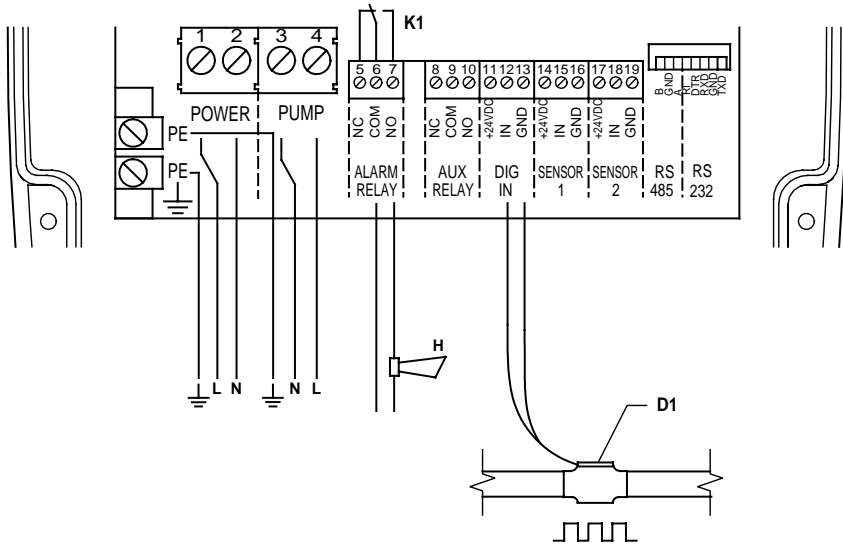 K1
1 2 3 4
5 6 7 8 9 10 11 12 13 14 15 16 17 18 19
POWER PUMP
NC COM NO NC COM NO +24VDC IN GND +24VDC IN GND +24VDC IN GND B GND A RI DTR RXD GND TXD
PE
PE
ALARM RELAY
AUX RELAY
DIG IN
SENSOR 1
SENSOR 2
RS 485
RS 232
L N N L
H
D1